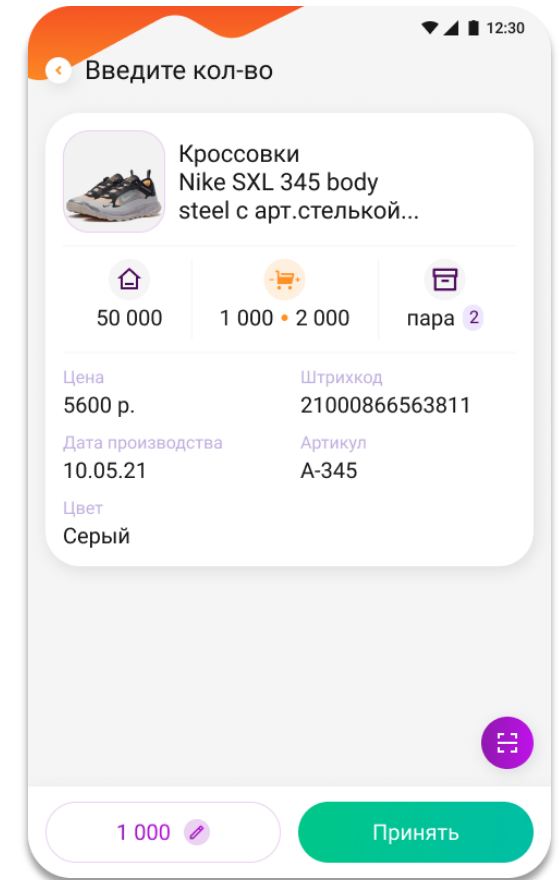 12:30
Введите кол-во
Кроссовки
Nike SXL 345 body
steel с арт.стелькой...
50 000
1 000 • 2 000
пара 2
Цена
Штрихкод
5600 р.
21000866563811
Дата производства
Артикул
10.05.21
А-345
Цвет
Серый
1 000
Принять